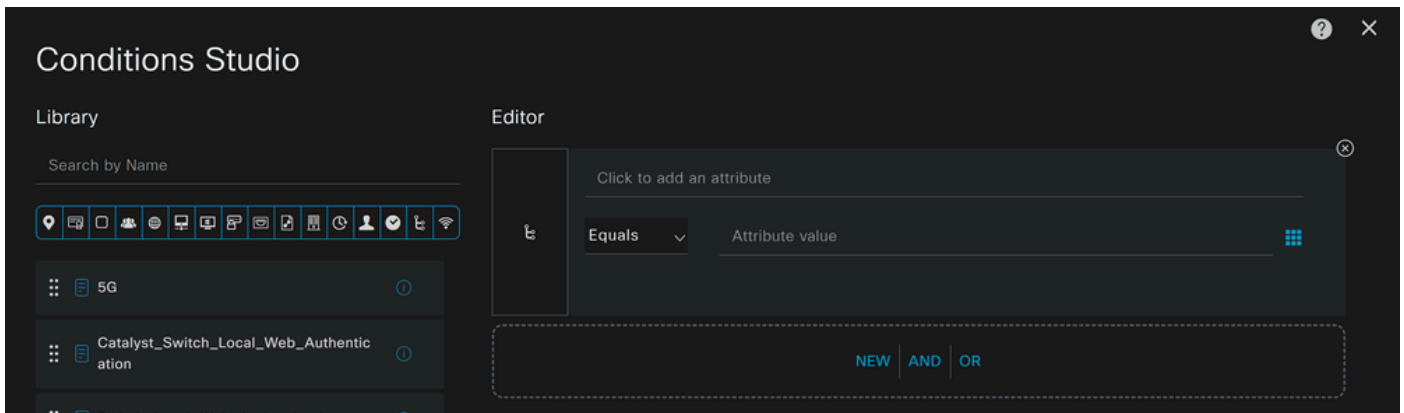 Conditions Studio
Library
Search by Name
5G
Catalyst_Switch_Local_Web_Authentic
ation
Editor
Click to add an attribute
Equals
Attribute value
NEW AND OR